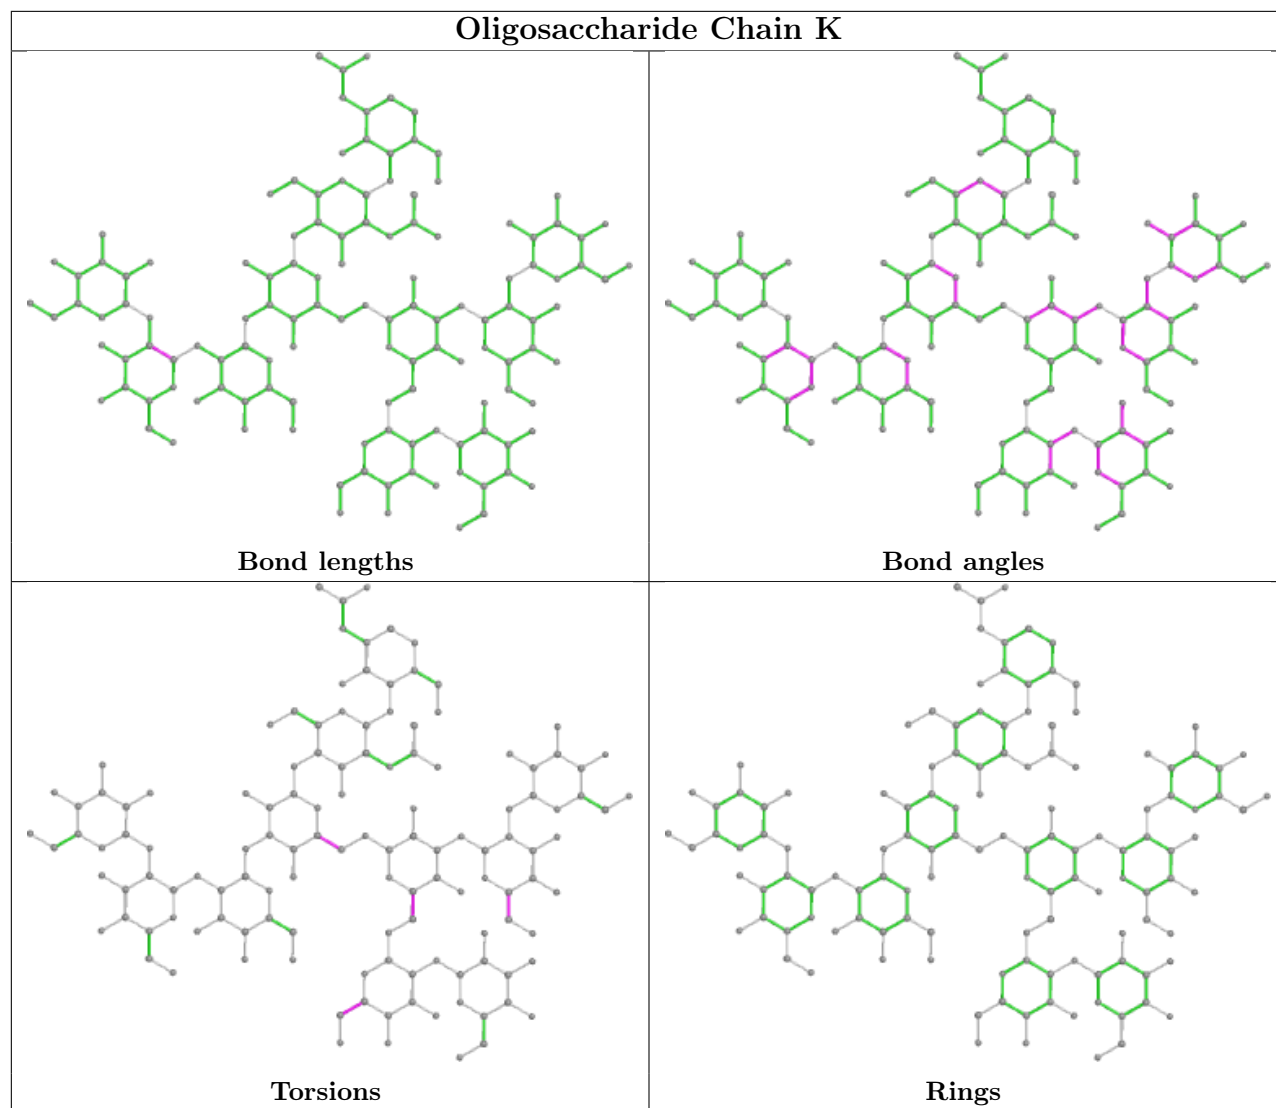 Oligosaccharide Chain K
Bond lengths
Bond angles
Torsions
Rings